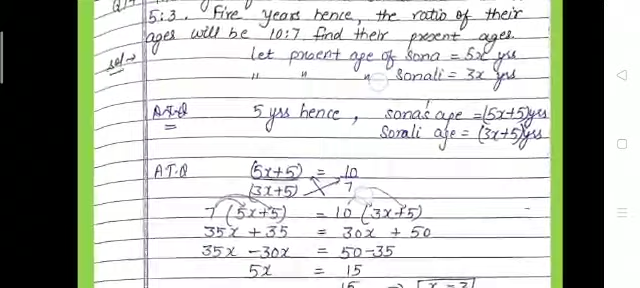 5:3. Five years hence, the ratio of their
ages will be 10:7 find their present ages.
Sol→ Let present age of Sona = 5x yrs
" " " Sonali = 3x yrs
A.T.Q 5 yrs hence, sona's age = (5x+5) yrs
Sonali age = (3x+5) yrs
A.T.Q (5x+5) = 10
(3x+5) 7
7 (5x+5) = 10 (3x+5)
35x + 35 = 30x + 50
35x - 30x = 50-35
5x = 15
15 → x = 3